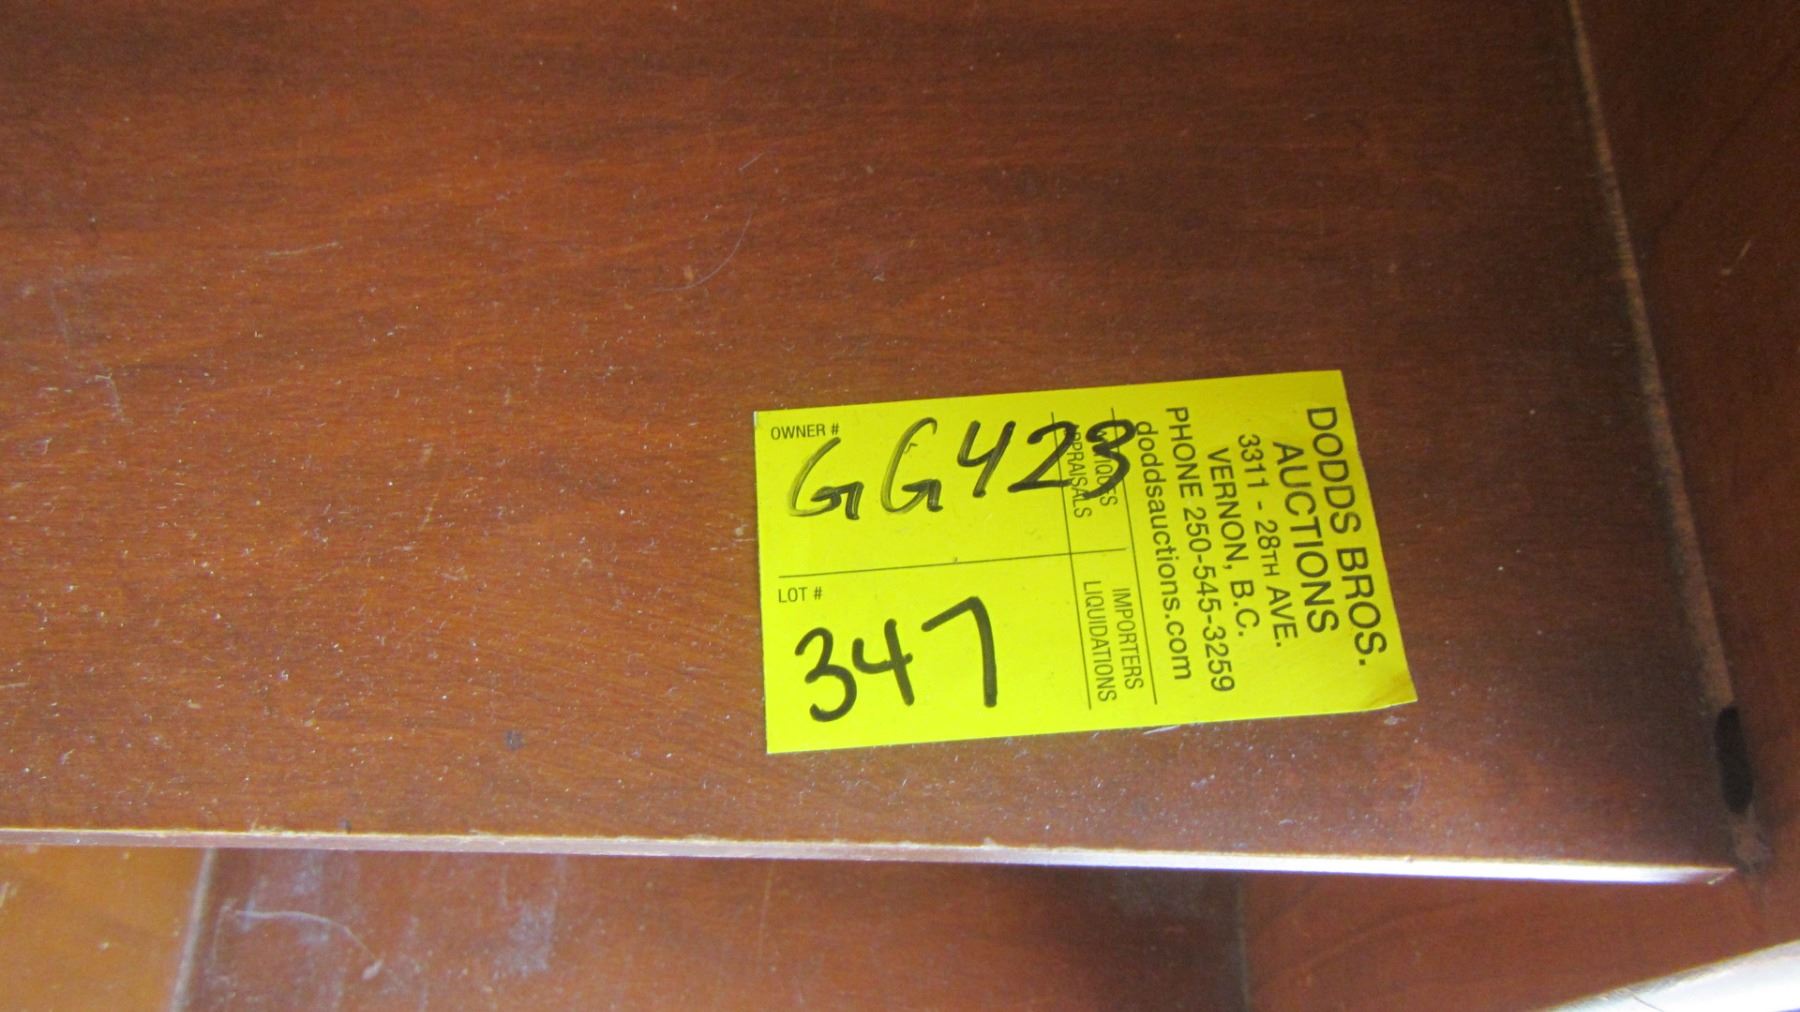 OWNER #
GG423
LOT #
347
DODDS BROS.
AUCTIONS
3311 - 28TH AVE.
VERNON, B.C.
PHONE 250-545-3259
doddsauctions.com
IMPORTERS
LIQUIDATIONS